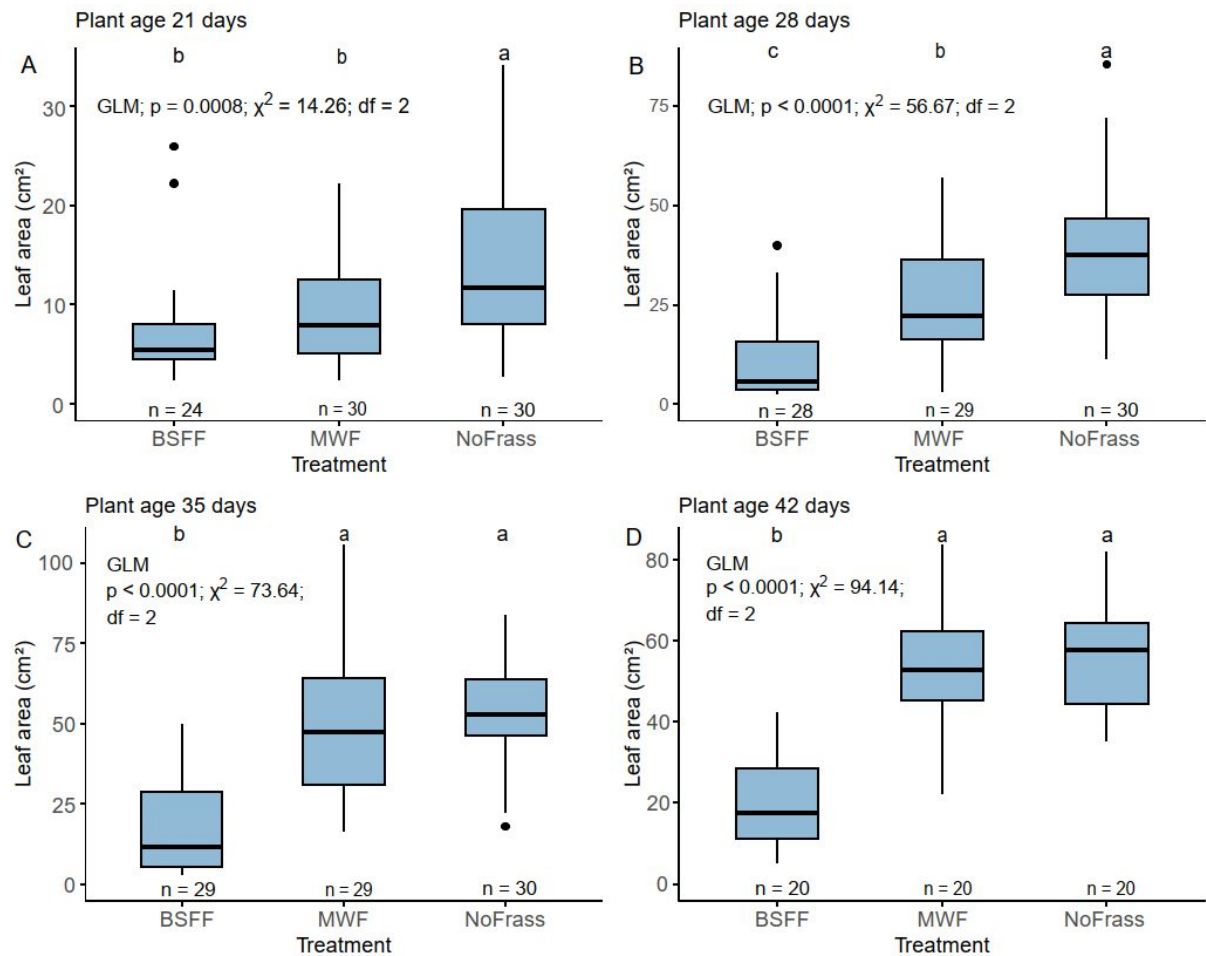 Plant age 21 days
A
b b a
GLM; p = 0.0008; χ² = 14.26; df = 2
Leaf area (cm²)
30
20
10
0
n = 24 n = 30 n = 30
BSFF MWF NoFrass
Treatment
Plant age 28 days
B
c b a
GLM; p < 0.0001; χ² = 56.67; df = 2
Leaf area (cm²)
75
50
25
0
n = 28 n = 29 n = 30
BSFF MWF NoFrass
Treatment
Plant age 35 days
C
b a a
GLM
p < 0.0001; χ² = 73.64;
df = 2
Leaf area (cm²)
100
75
50
25
0
n = 29 n = 29 n = 30
BSFF MWF NoFrass
Treatment
Plant age 42 days
D
b a a
GLM
p < 0.0001; χ² = 94.14;
df = 2
Leaf area (cm²)
80
60
40
20
0
n = 20 n = 20 n = 20
BSFF MWF NoFrass
Treatment